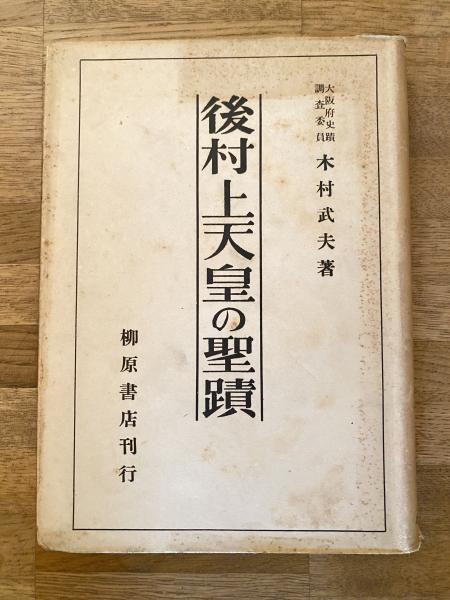 大阪府史蹟
調査委員
木村武夫著
後村上天皇の聖蹟
柳原書店刊行